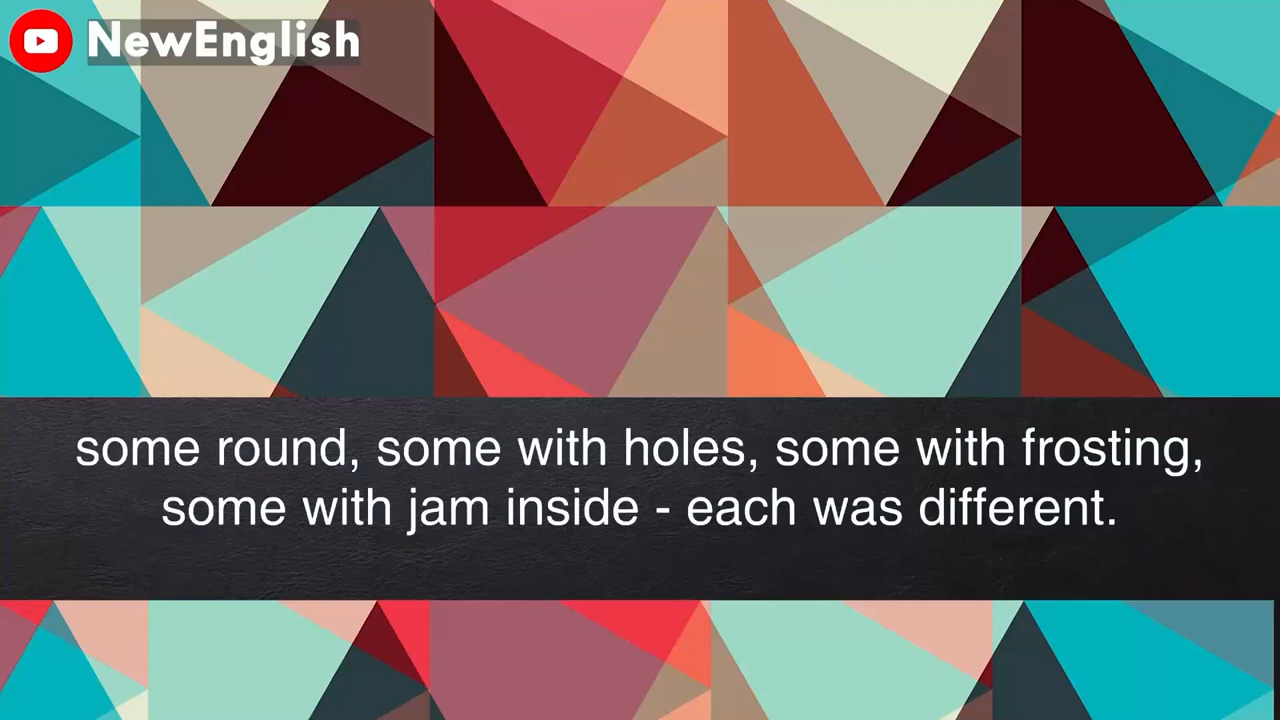 NewEnglish
some round, some with holes, some with frosting,
some with jam inside - each was different.